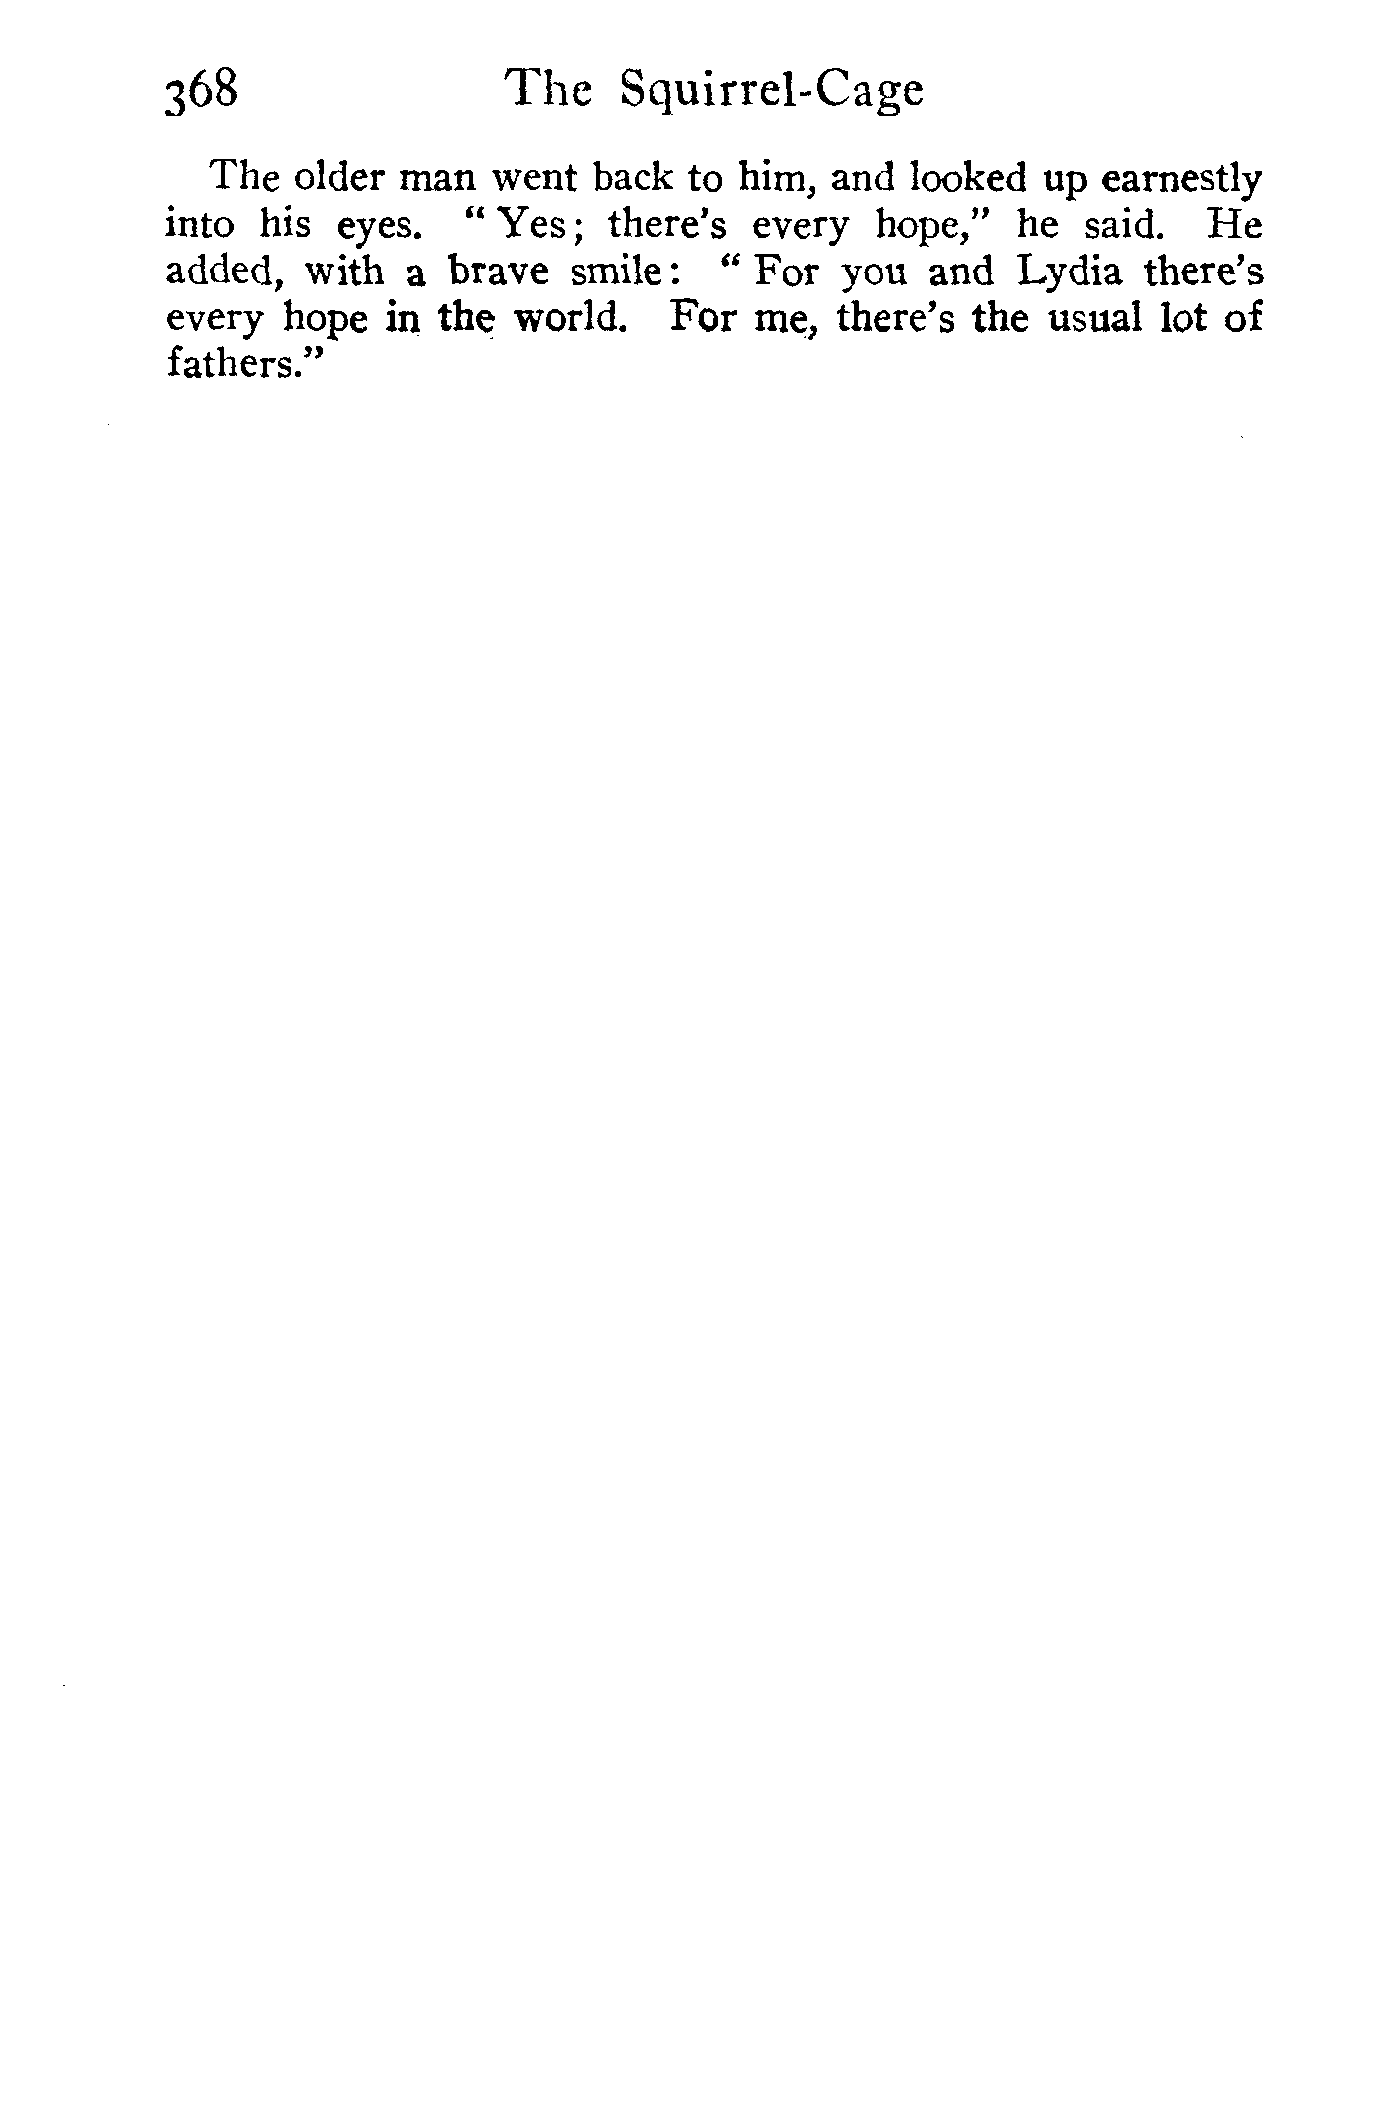 368 The Squirrel-Cage
The older man went back to him, and looked up earnestly
into his eyes. “ Yes; there’s every hope,” he said. He
added, with a brave smile: “ For you and Lydia there’s
every hope in the world. For me, there’s the usual lot of
fathers.”